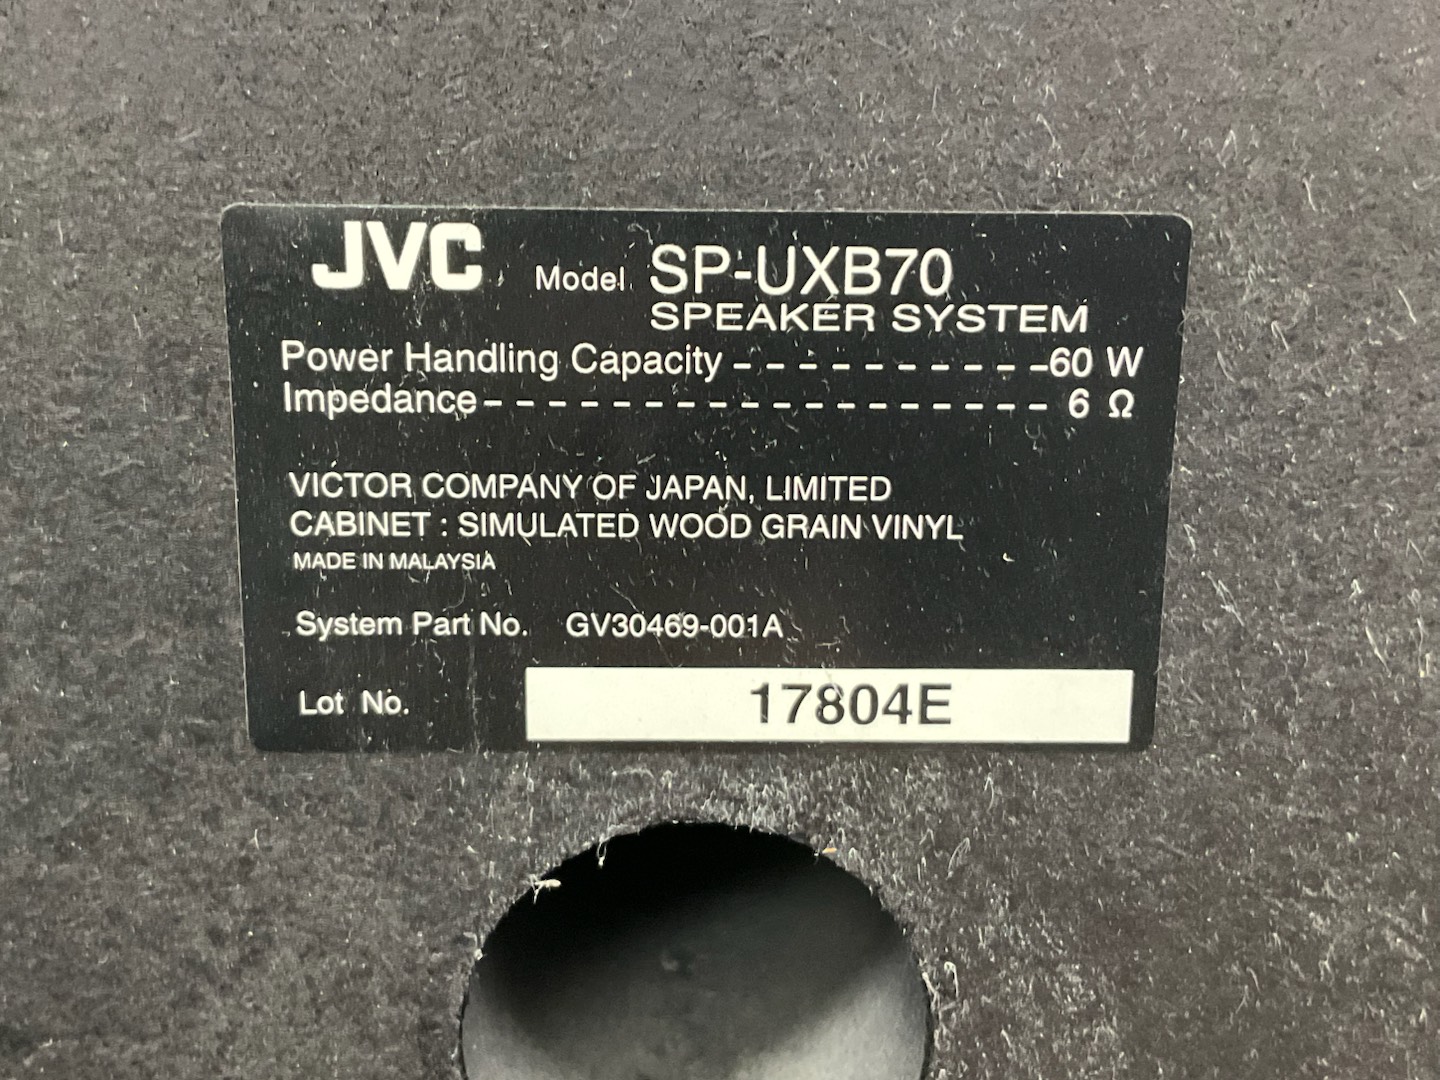 JVC Model SP-UXB70
SPEAKER SYSTEM
Power Handling Capacity - - - - - - - - - - -60 W
Impedance- - - - - - - - - - - - - - - - - - 6 Ω
VICTOR COMPANY OF JAPAN, LIMITED
CABINET : SIMULATED WOOD GRAIN VINYL
MADE IN MALAYSIA
System Part No. GV30469-001A
Lot No. 17804E